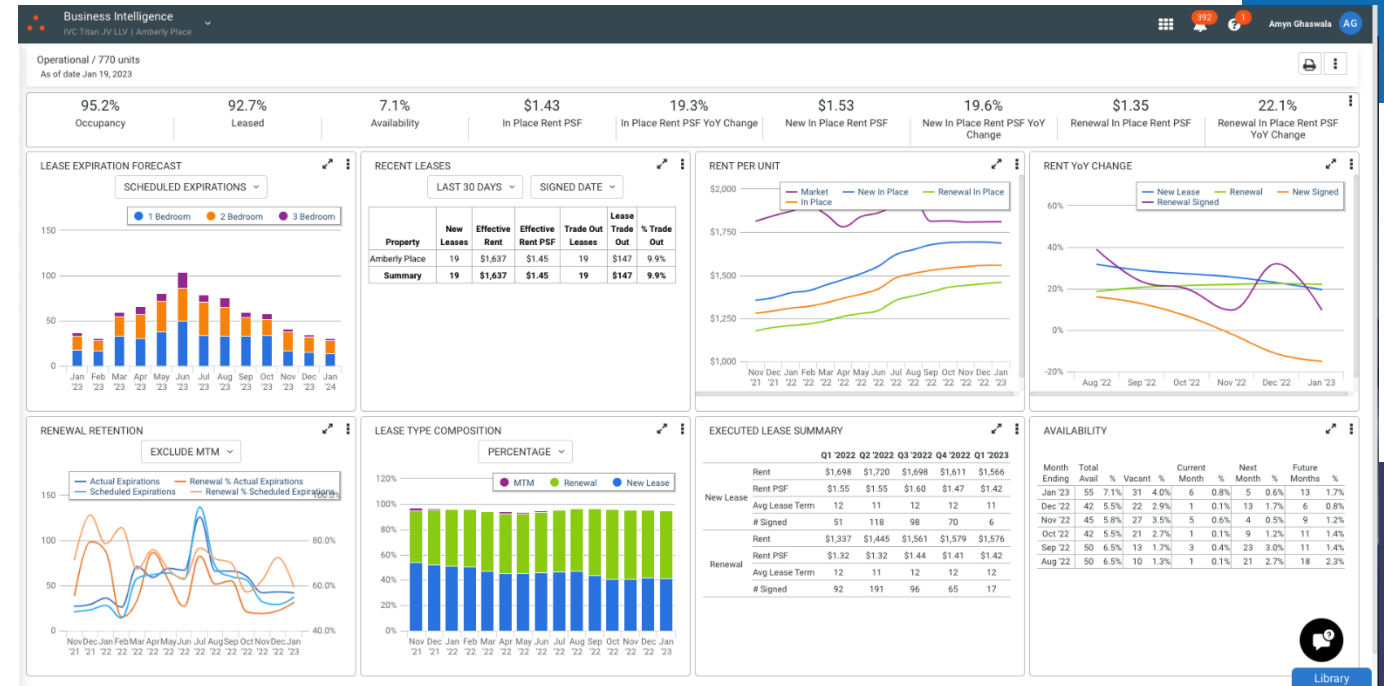 Business Intelligence
IVC Titan JV LLV | Amberly Place
392
1
Amyn Ghaswala
AG
Operational / 770 units
As of date Jan 19, 2023
95.2% 92.7% 7.1% $1.43 19.3% $1.53 19.6% $1.35 22.1%
Occupancy Leased Availability In Place Rent PSF In Place Rent PSF YoY Change New In Place Rent PSF New In Place Rent PSF YoY Renewal In Place Rent PSF Renewal In Place Rent PSF
Change YoY Change
LEASE EXPIRATION FORECAST
SCHEDULED EXPIRATIONS
1 Bedroom 2 Bedroom 3 Bedroom
150
100
50
0
Jan Feb Mar Apr May Jun Jul Aug Sep Oct Nov Dec Jan
'23 '23 '23 '23 '23 '23 '23 '23 '23 '23 '23 '23 '24
RECENT LEASES
LAST 30 DAYS SIGNED DATE
Lease
New Effective Effective Trade Out Trade % Trade
Property Leases Rent Rent PSF Leases Out Out
Amberly Place 19 $1,637 $1.45 19 $147 9.9%
Summary 19 $1,637 $1.45 19 $147 9.9%
RENT PER UNIT
Market New In Place Renewal In Place
In Place
$2,000
$1,750
$1,500
$1,250
$1,000
Nov Dec Jan Feb Mar Apr May Jun Jul Aug Sep Oct Nov Dec Jan
'21 '21 '22 '22 '22 '22 '22 '22 '22 '22 '22 '22 '22 '22 '23
RENT YoY CHANGE
New Lease Renewal New Signed
Renewal Signed
60%
40%
20%
0%
-20%
Aug '22 Sep '22 Oct '22 Nov '22 Dec '22 Jan '23
RENEWAL RETENTION
EXCLUDE MTM
Actual Expirations Renewal % Actual Expirations
Scheduled Expirations Renewal % Scheduled Expirations
150 100.0%
100 80.0%
50 60.0%
0 40.0%
Nov Dec Jan Feb Mar Apr May Jun Jul Aug Sep Oct Nov Dec Jan
'21 '21 '22 '22 '22 '22 '22 '22 '22 '22 '22 '22 '22 '22 '23
LEASE TYPE COMPOSITION
PERCENTAGE
MTM Renewal New Lease
120%
100%
80%
60%
40%
20%
0%
Nov Dec Jan Feb Mar Apr May Jun Jul Aug Sep Oct Nov Dec Jan
'21 '21 '22 '22 '22 '22 '22 '22 '22 '22 '22 '22 '22 '22 '23
EXECUTED LEASE SUMMARY
Q1 '2022 Q2 '2022 Q3 '2022 Q4 '2022 Q1 '2023
New Lease
Rent $1,698 $1,720 $1,698 $1,611 $1,566
Rent PSF $1.55 $1.55 $1.60 $1.47 $1.42
Avg Lease Term 12 11 12 12 11
# Signed 51 118 98 70 6
Renewal
Rent $1,337 $1,445 $1,561 $1,579 $1,576
Rent PSF $1.32 $1.32 $1.44 $1.41 $1.42
Avg Lease Term 12 11 12 12 12
# Signed 92 191 96 65 17
AVAILABILITY
Month Total Current Next Future
Ending Avail % Vacant % Month % Month % Months %
Jan '23 55 7.1% 31 4.0% 6 0.8% 5 0.6% 13 1.7%
Dec '22 42 5.5% 22 2.9% 1 0.1% 13 1.7% 6 0.8%
Nov '22 45 5.8% 27 3.5% 5 0.6% 4 0.5% 9 1.2%
Oct '22 42 5.5% 21 2.7% 1 0.1% 9 1.2% 11 1.4%
Sep '22 50 6.5% 13 1.7% 3 0.4% 23 3.0% 11 1.4%
Aug '22 50 6.5% 10 1.3% 1 0.1% 21 2.7% 18 2.3%
Library